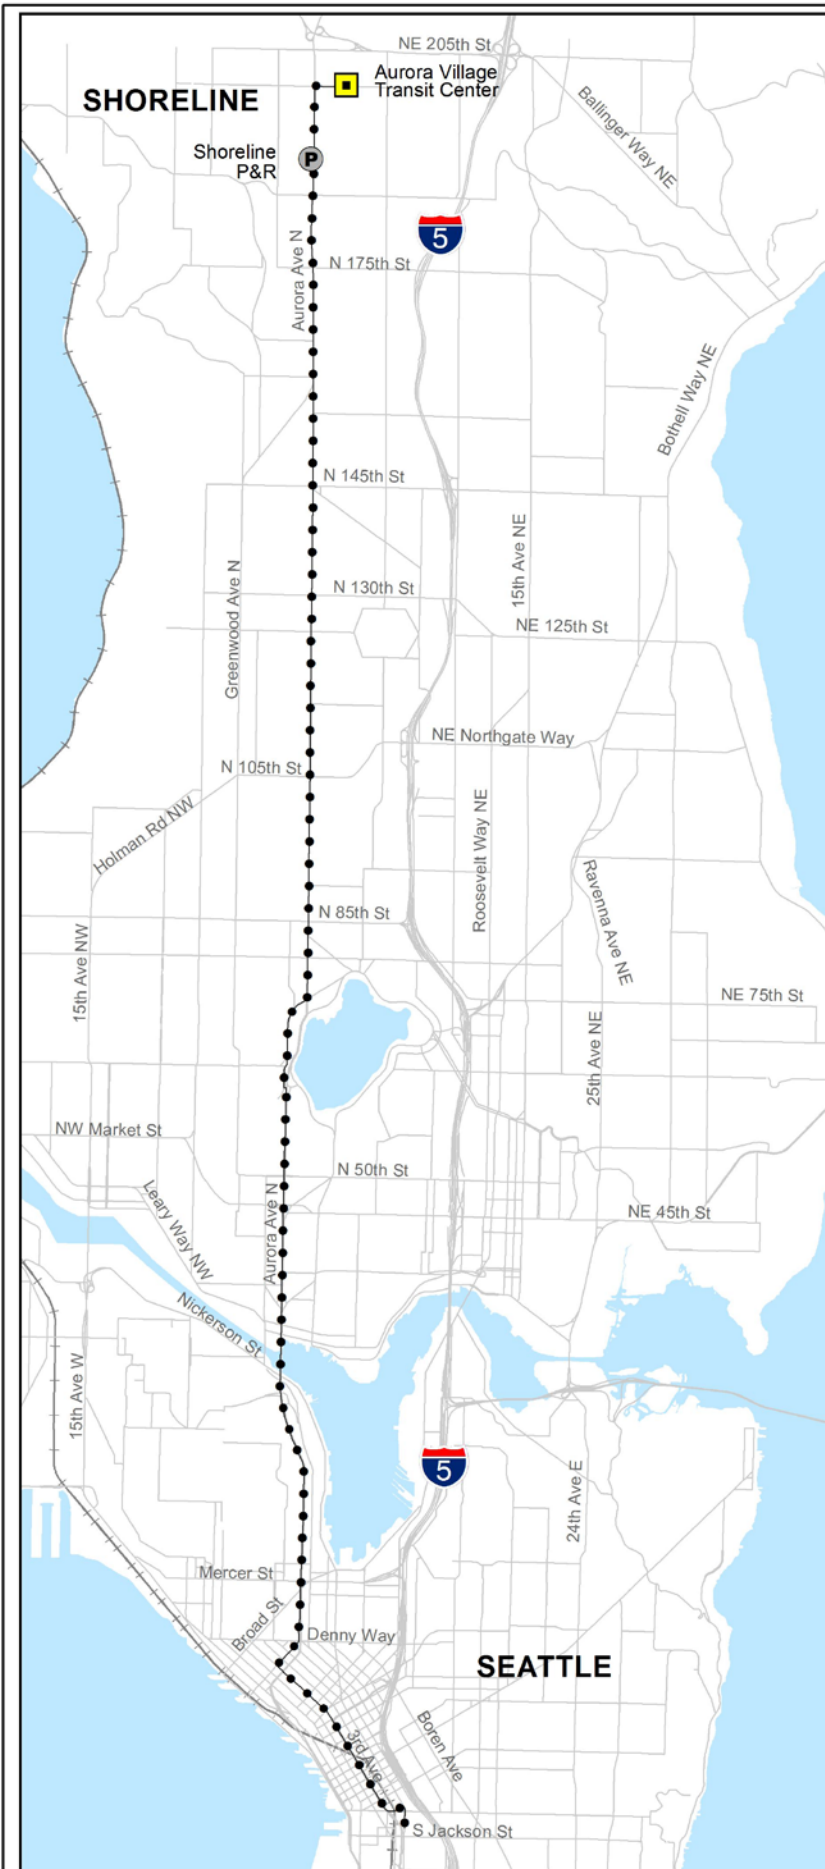 NE 205th St
Aurora Village
Transit Center
SHORELINE
Ballinger Way NE
Shoreline
P&R
P
5
Aurora Ave N
N 175th St
Bothell Way NE
N 145th St
15th Ave NE
Greenwood Ave N
N 130th St
NE 125th St
NE Northgate Way
N 105th St
Holman Rd NW
Roosevelt Way NE
Ravenna Ave NE
N 85th St
15th Ave NW
NE 75th St
25th Ave NE
NW Market St
N 50th St
Leary Way NW
Aurora Ave N
NE 45th St
Nickerson St
15th Ave W
5
24th Ave E
Mercer St
Broad St
Denny Way
SEATTLE
3rd Ave
Boren Ave
S Jackson St